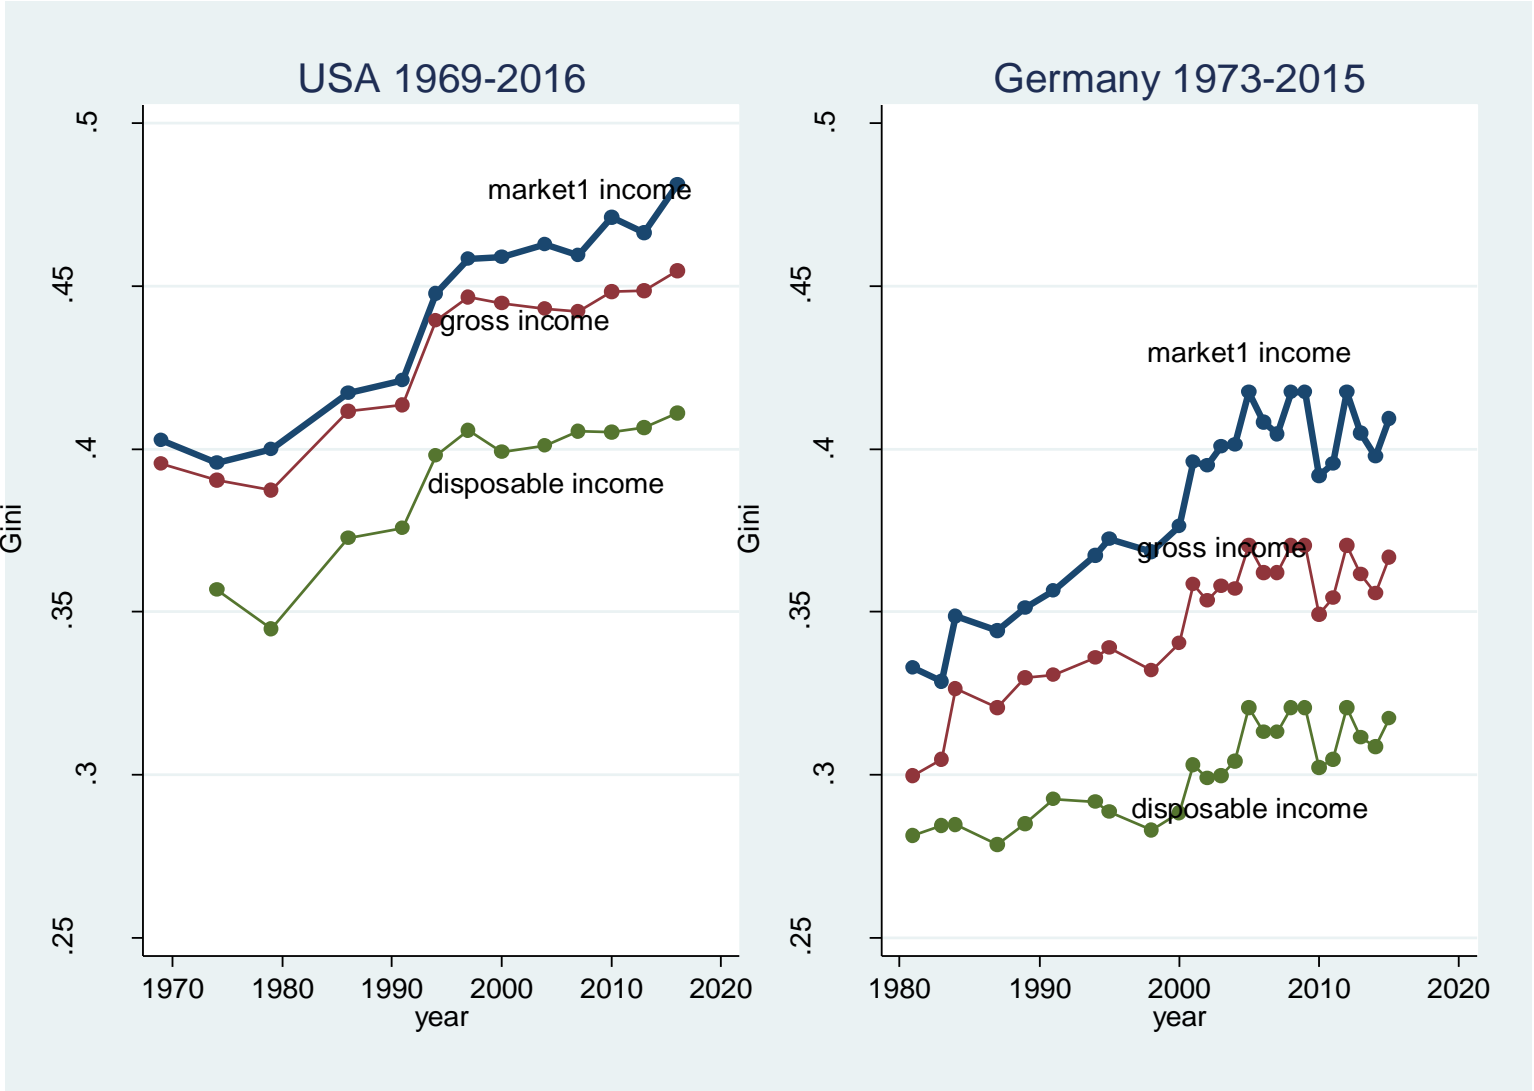 USA 1969-2016
.5
.45
.4
.35
.3
.25
Gini
market1 income
gross income
disposable income
1970 1980 1990 2000 2010 2020
year
Germany 1973-2015
.5
.45
.4
.35
.3
.25
Gini
market1 income
gross income
disposable income
1980 1990 2000 2010 2020
year